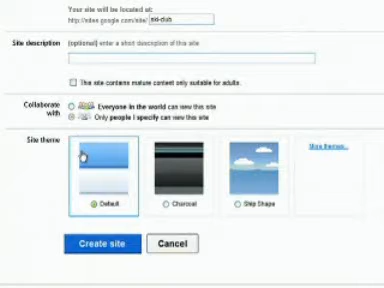 Your site will be located at:
http://sites.google.com/site/ ski-club
Site description (optional) enter a short description of this site
This site contains mature content only suitable for adults.
Collaborate with
Everyone in the world can view this site
Only people I specify can view this site
Site theme
More themes...
Default
Charcoal
Ship Shape
Create site
Cancel